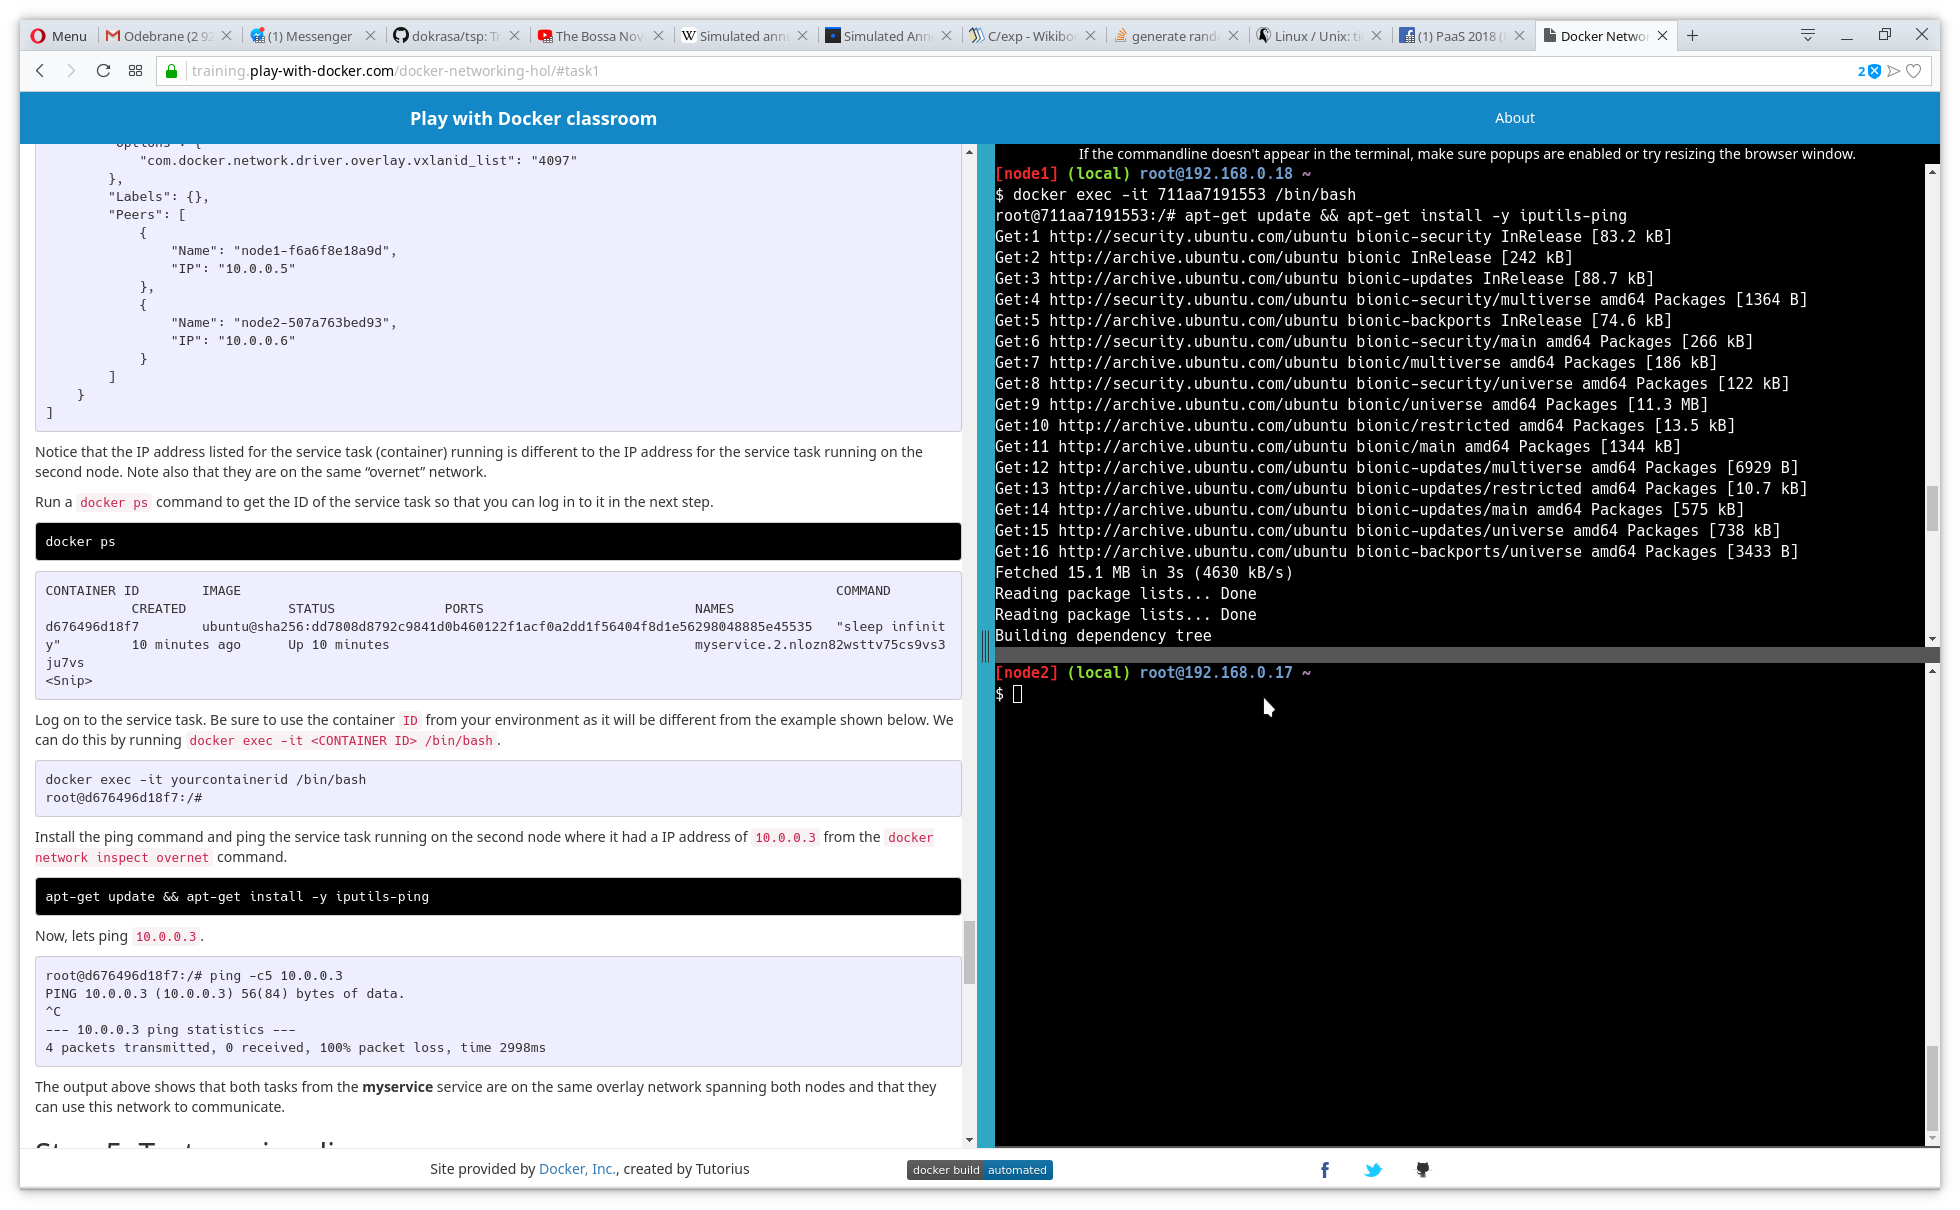 Menu
Odebrane (2 92
(1) Messenger
dokrasa/tsp: Tr
The Bossa Nov
Simulated anne
Simulated Anne
C/exp - Wikibo
generate rand
Linux / Unix: ti
(1) PaaS 2018 (
Docker Networ
training.play-with-docker.com/docker-networking-hol/#task1
2
Play with Docker classroom
About
"com.docker.network.driver.overlay.vxlanid_list": "4097"
},
"Labels": {},
"Peers": [
{
"Name": "node1-f6a6f8e18a9d",
"IP": "10.0.0.5"
},
{
"Name": "node2-507a763bed93",
"IP": "10.0.0.6"
}
]
}
]
Notice that the IP address listed for the service task (container) running is different to the IP address for the service task running on the
second node. Note also that they are on the same “overnet” network.
Run a docker ps command to get the ID of the service task so that you can log in to it in the next step.
docker ps
CONTAINER ID IMAGE COMMAND
CREATED STATUS PORTS NAMES
d676496d18f7 ubuntu@sha256:dd7808d8792c9841d0b460122f1acf0a2dd1f56404f8d1e56298048885e45535 "sleep infinit
y" 10 minutes ago Up 10 minutes myservice.2.nlozn82wsttv75cs9vs3
ju7vs
<Snip>
Log on to the service task. Be sure to use the container ID from your environment as it will be different from the example shown below. We
can do this by running docker exec -it <CONTAINER ID> /bin/bash.
docker exec -it yourcontainerid /bin/bash
root@d676496d18f7:/#
Install the ping command and ping the service task running on the second node where it had a IP address of 10.0.0.3 from the docker
network inspect overnet command.
apt-get update && apt-get install -y iputils-ping
Now, lets ping 10.0.0.3.
root@d676496d18f7:/# ping -c5 10.0.0.3
PING 10.0.0.3 (10.0.0.3) 56(84) bytes of data.
^C
--- 10.0.0.3 ping statistics ---
4 packets transmitted, 0 received, 100% packet loss, time 2998ms
The output above shows that both tasks from the myservice service are on the same overlay network spanning both nodes and that they
can use this network to communicate.
If the commandline doesn't appear in the terminal, make sure popups are enabled or try resizing the browser window.
[node1] (local) root@192.168.0.18 ~
$ docker exec -it 711aa7191553 /bin/bash
root@711aa7191553:/# apt-get update && apt-get install -y iputils-ping
Get:1 http://security.ubuntu.com/ubuntu bionic-security InRelease [83.2 kB]
Get:2 http://archive.ubuntu.com/ubuntu bionic InRelease [242 kB]
Get:3 http://archive.ubuntu.com/ubuntu bionic-updates InRelease [88.7 kB]
Get:4 http://security.ubuntu.com/ubuntu bionic-security/multiverse amd64 Packages [1364 B]
Get:5 http://archive.ubuntu.com/ubuntu bionic-backports InRelease [74.6 kB]
Get:6 http://security.ubuntu.com/ubuntu bionic-security/main amd64 Packages [266 kB]
Get:7 http://archive.ubuntu.com/ubuntu bionic/multiverse amd64 Packages [186 kB]
Get:8 http://security.ubuntu.com/ubuntu bionic-security/universe amd64 Packages [122 kB]
Get:9 http://archive.ubuntu.com/ubuntu bionic/universe amd64 Packages [11.3 MB]
Get:10 http://archive.ubuntu.com/ubuntu bionic/restricted amd64 Packages [13.5 kB]
Get:11 http://archive.ubuntu.com/ubuntu bionic/main amd64 Packages [1344 kB]
Get:12 http://archive.ubuntu.com/ubuntu bionic-updates/multiverse amd64 Packages [6929 B]
Get:13 http://archive.ubuntu.com/ubuntu bionic-updates/restricted amd64 Packages [10.7 kB]
Get:14 http://archive.ubuntu.com/ubuntu bionic-updates/main amd64 Packages [575 kB]
Get:15 http://archive.ubuntu.com/ubuntu bionic-updates/universe amd64 Packages [738 kB]
Get:16 http://archive.ubuntu.com/ubuntu bionic-backports/universe amd64 Packages [3433 B]
Fetched 15.1 MB in 3s (4630 kB/s)
Reading package lists... Done
Reading package lists... Done
Building dependency tree
[node2] (local) root@192.168.0.17 ~
$
Site provided by Docker, Inc., created by Tutorius
docker build automated